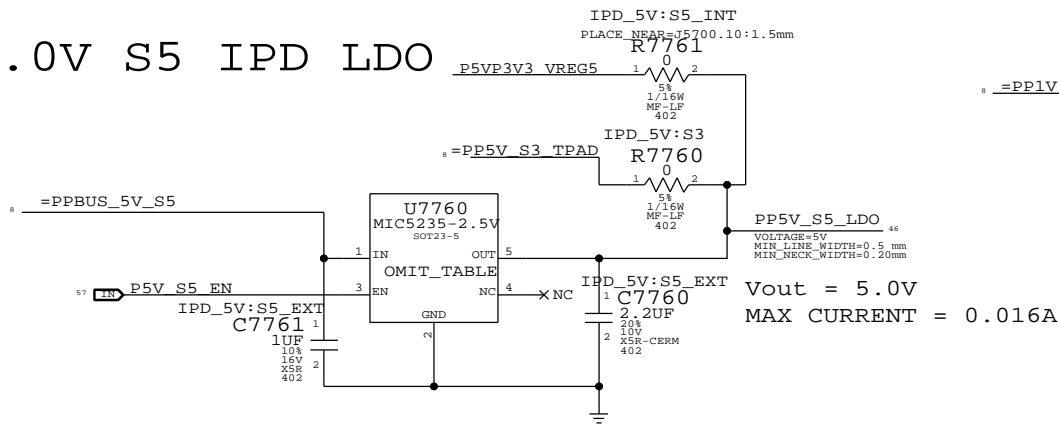 IPD_5V:S5_INT
PLACE_NEAR=J5700.10:1.5mm
R7761
.0V S5 IPD LDO
P5VP3V3_VREG5
0
1
2
5%
1/16W
MF-LF
402
8 =PP1V
IPD_5V:S3
8 =PP5V_S3_TPAD
R7760
0
1
2
5%
1/16W
MF-LF
402
8 =PPBUS_5V_S5
U7760
MIC5235-2.5V
SOT23-5
PP5V_S5_LDO 46
VOLTAGE=5V
MIN_LINE_WIDTH=0.5 mm
MIN_NECK_WIDTH=0.20mm
1 IN
OUT 5
OMIT_TABLE
57 IN P5V_S5_EN
3 EN
NC 4
NC
GND
2
IPD_5V:S5_EXT
C7761
1
1UF
10%
16V
X5R
402
2
IPD_5V:S5_EXT
1 C7760
2.2UF
20%
10V
2 X5R-CERM
402
Vout = 5.0V
MAX CURRENT = 0.016A